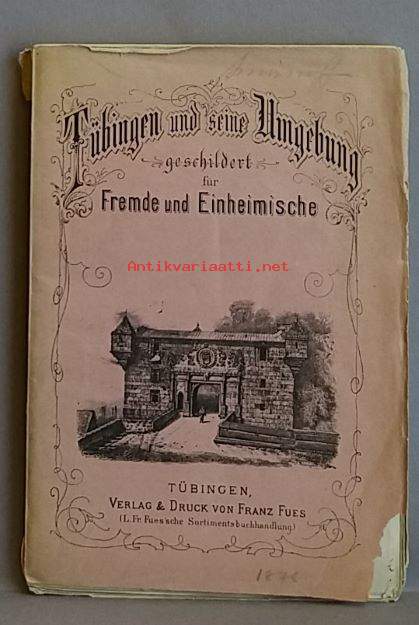 Tübingen und seine Umgebung
geschildert
für
Fremde und Einheimische
Antikvariaatti.net
TÜBINGEN,
VERLAG & DRUCK VON FRANZ FUES
(L. Fr. Fues'sche Sortimentsbuchhandlung.)